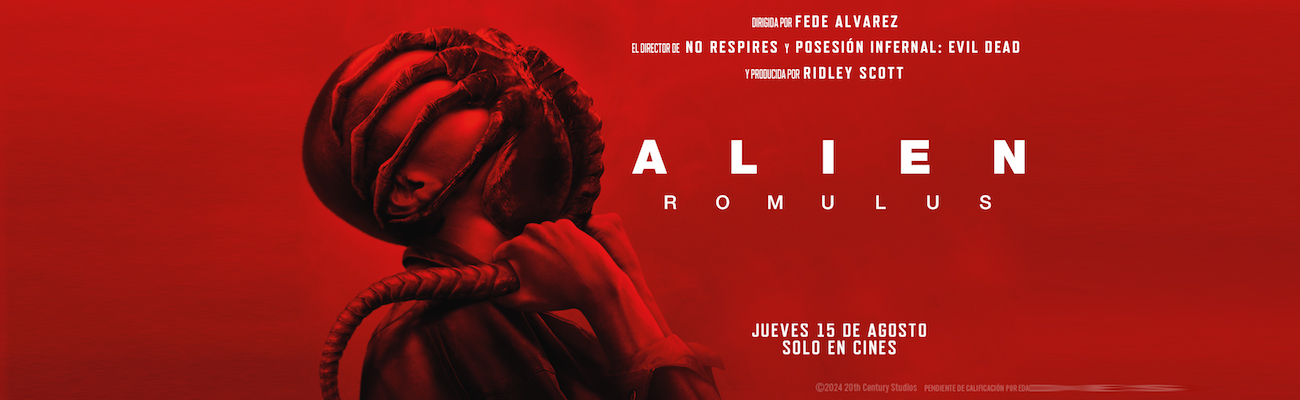 DIRIGIDA POR FEDE ALVAREZ
EL DIRECTOR DE NO RESPIRES Y POSESIÓN INFERNAL: EVIL DEAD
Y PRODUCIDA POR RIDLEY SCOTT
ALIEN
ROMULUS
JUEVES 15 DE AGOSTO
SOLO EN CINES
©2024 20th Century Studios PENDIENTE DE CALIFICACIÓN POR EDA